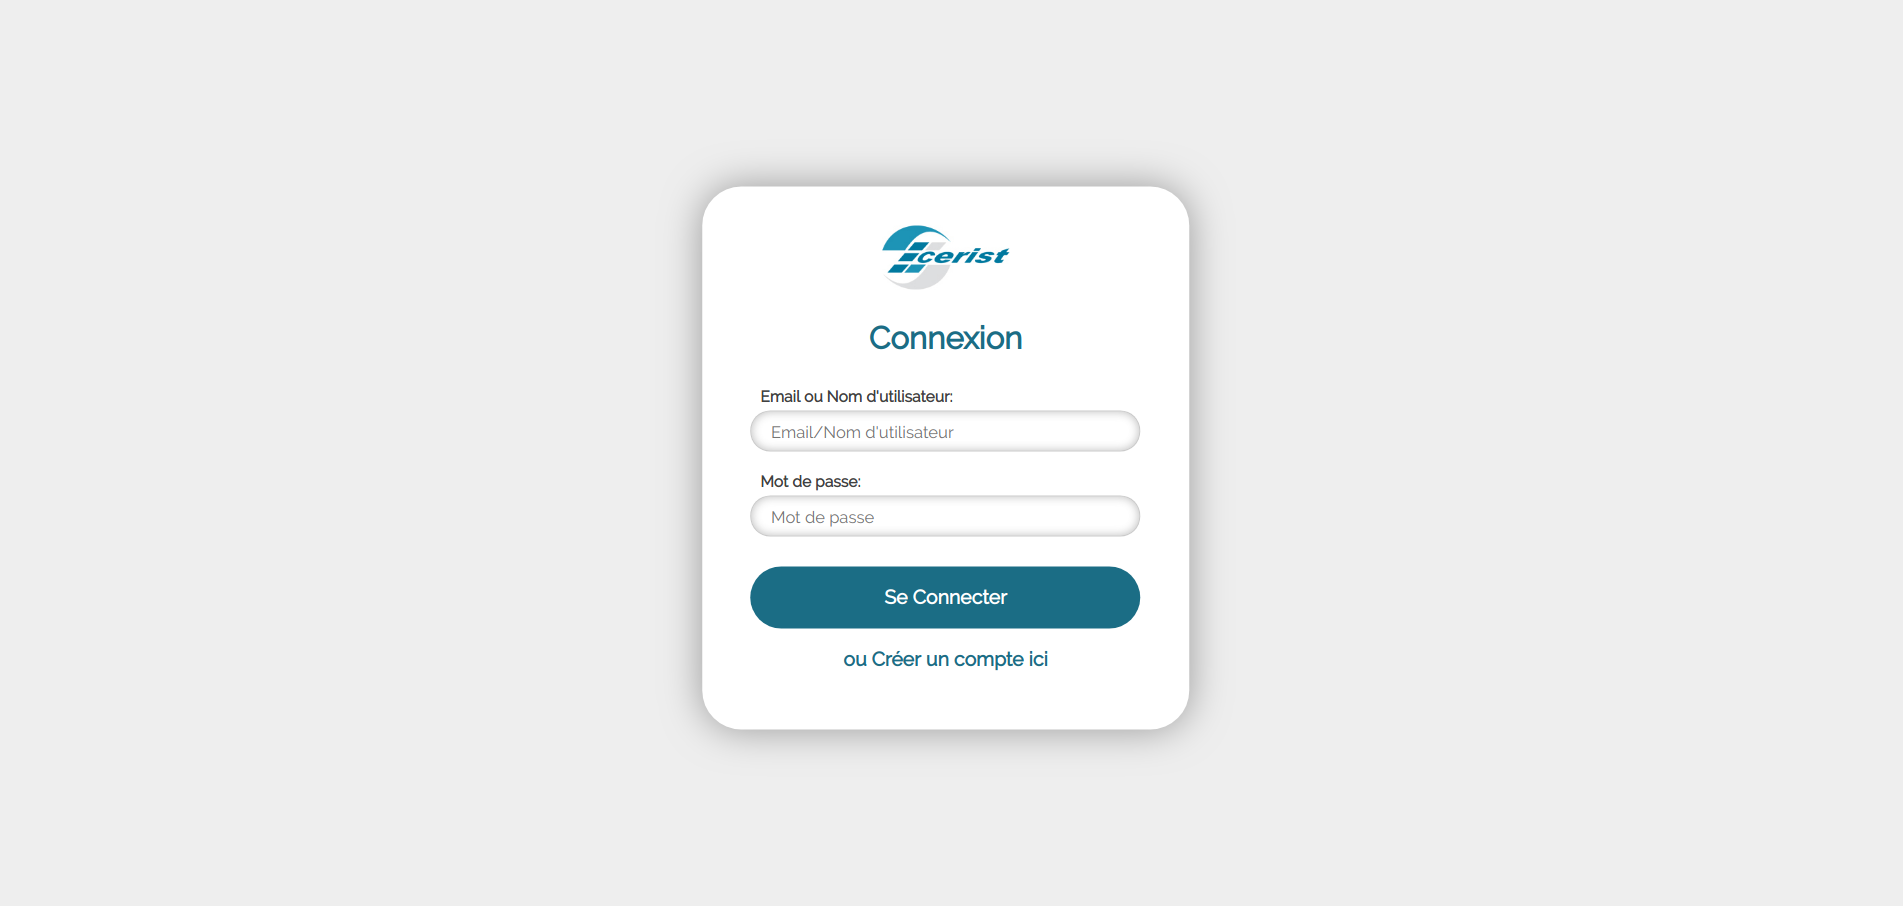 cerist
Connexion
Email ou Nom d'utilisateur:
Email/Nom d'utilisateur
Mot de passe:
Mot de passe
Se Connecter
ou Créer un compte ici